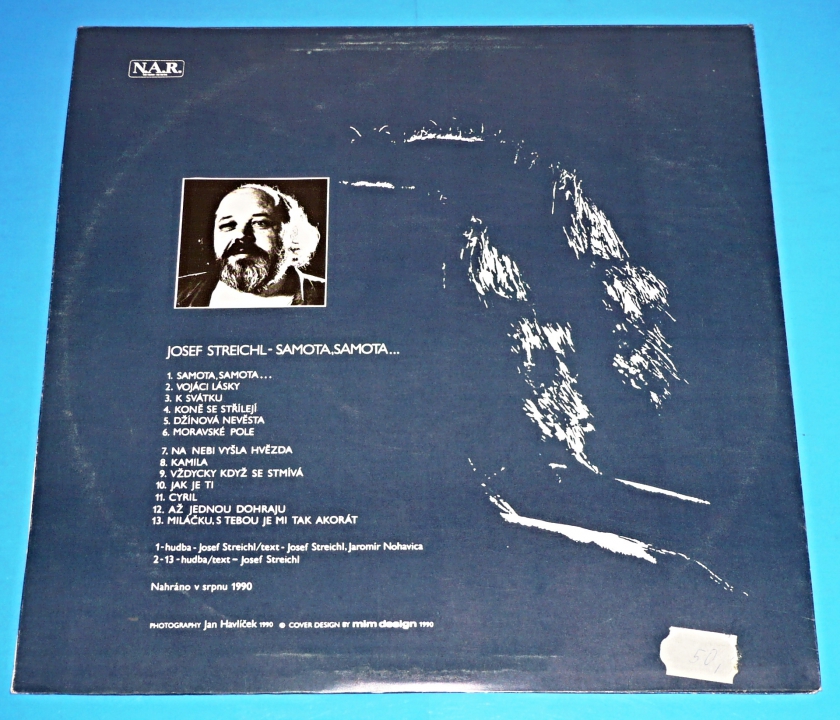 N.A.R.
JOSEF STREICHL - SAMOTA, SAMOTA...
1. SAMOTA, SAMOTA...
2. VOJÁCI LÁSKY
3. K SVÁTKU
4. KONĚ SE STŘÍLEJÍ
5. DŽÍNOVÁ NEVĚSTA
6. MORAVSKÉ POLE
7. NA NEBI VYŠLA HVĚZDA
8. KAMILA
9. VŽDYCKY KDYŽ SE STMÍVÁ
10. JAK JE TI
11. CYRIL
12. AŽ JEDNOU DOHRAJU
13. MILÁČKU, S TEBOU JE MI TAK AKORÁT
1-hudba - Josef Streichl/text - Josef Streichl, Jaromír Nohavica
2-13 - hudba/text - Josef Streichl
Nahráno v srpnu 1990
PHOTOGRAPHY Jan Havlíček 1990 ● COVER DESIGN BY mim design 1990
50,